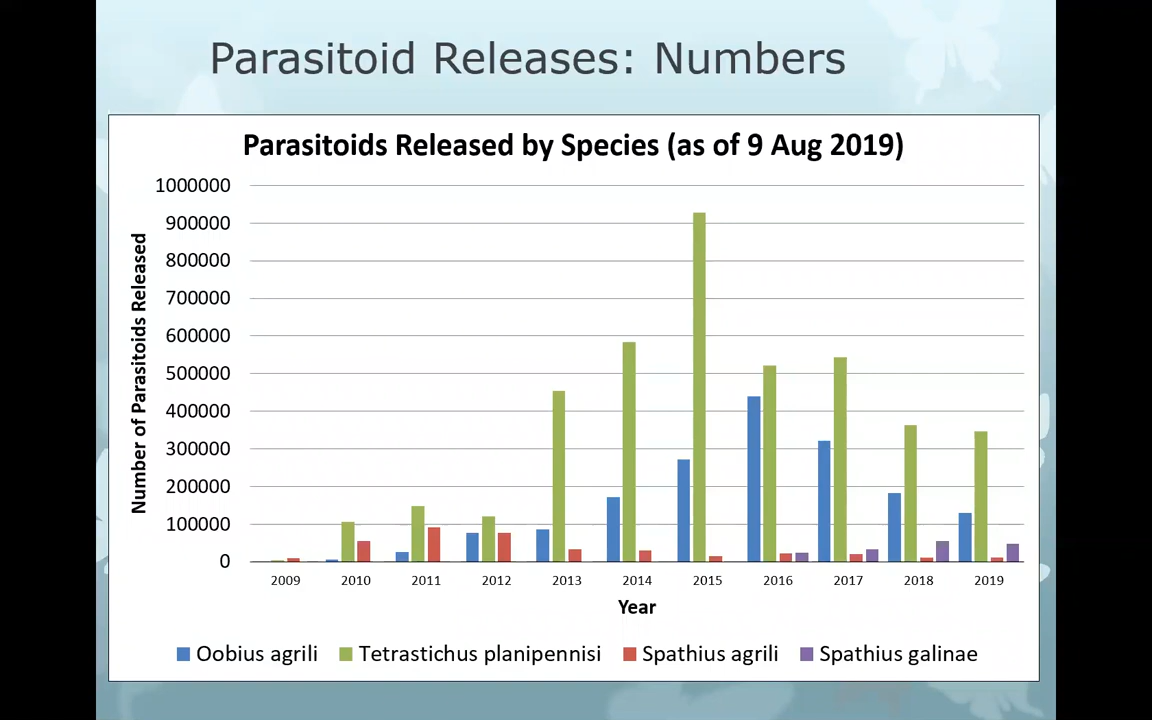 Parasitoid Releases: Numbers
Parasitoids Released by Species (as of 9 Aug 2019)
Number of Parasitoids Released
1000000
900000
800000
700000
600000
500000
400000
300000
200000
100000
0
2009 2010 2011 2012 2013 2014 2015 2016 2017 2018 2019
Year
Oobius agrili Tetrastichus planipennisi Spathius agrili Spathius galinae